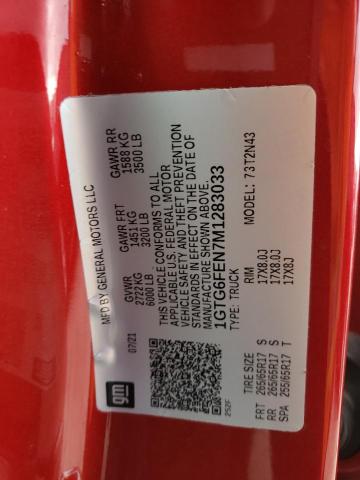 MFD BY GENERAL MOTORS LLC
07/21 GVWR GAWR FRT GAWR RR
2722 KG 1451 KG 1588 KG
6000 LB 3200 LB 3500 LB
THIS VEHICLE CONFORMS TO ALL
APPLICABLE U.S. FEDERAL MOTOR
VEHICLE SAFETY AND THEFT PREVENTION
STANDARDS IN EFFECT ON THE DATE OF
MANUFACTURE SHOWN ABOVE.
1GTG6FEN7M1283033
TYPE: TRUCK MODEL: 73T2N43
TIRE SIZE RIM
FRT 265/65R17 S 17X8.0J
RR 265/65R17 S 17X8.0J
SPA 255/65R17 T 17X8J
gm
252F